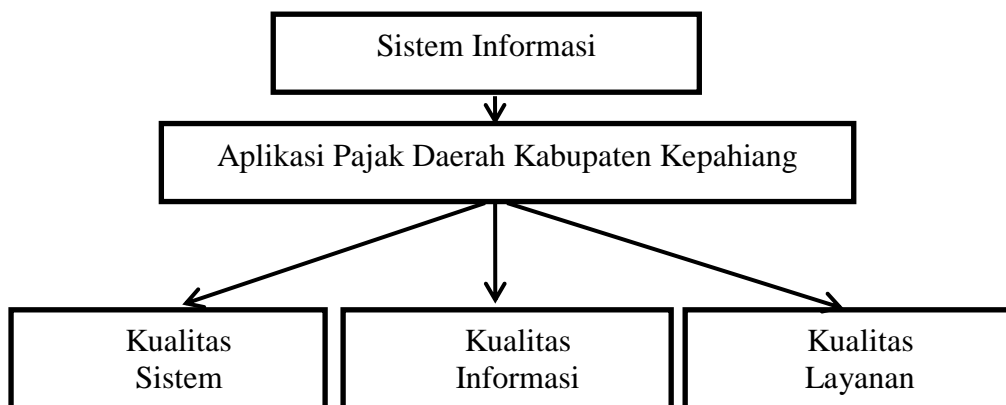 Sistem Informasi
Aplikasi Pajak Daerah Kabupaten Kepahiang
Kualitas
Sistem
Kualitas
Informasi
Kualitas
Layanan